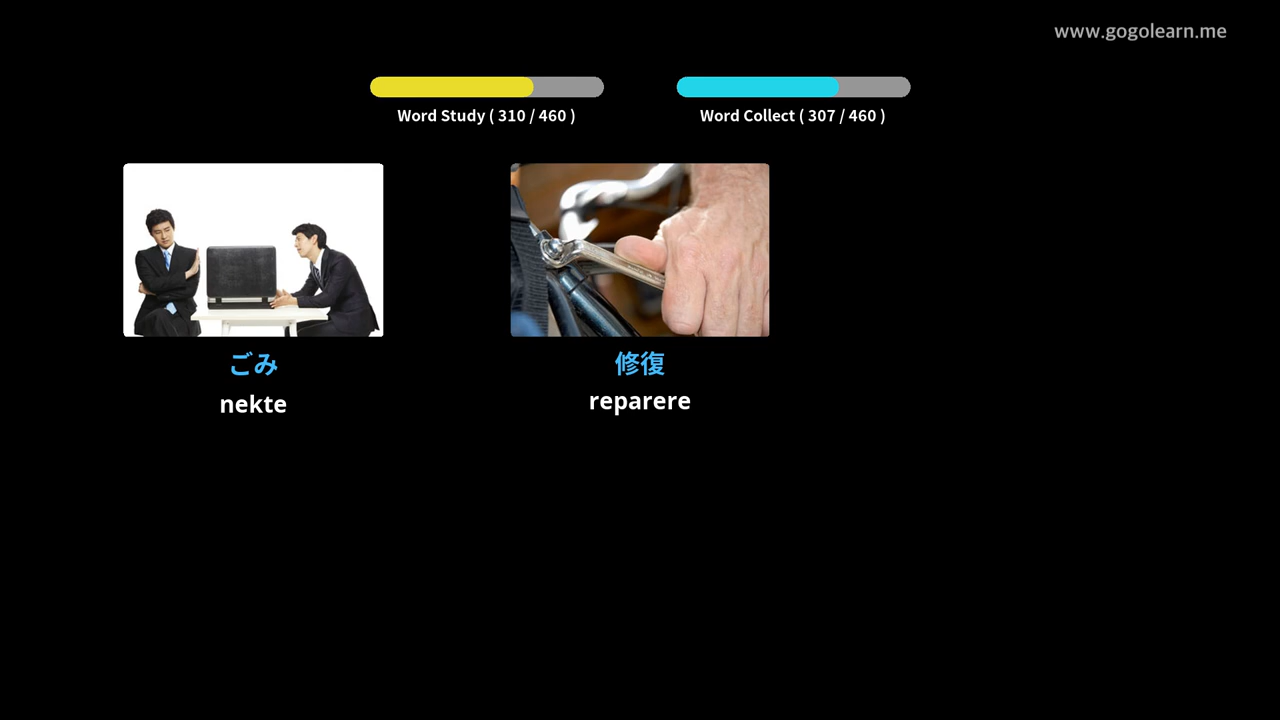 www.gogolearn.me
Word Study ( 310 / 460 )
Word Collect ( 307 / 460 )
ごみ
修復
nekte
reparere